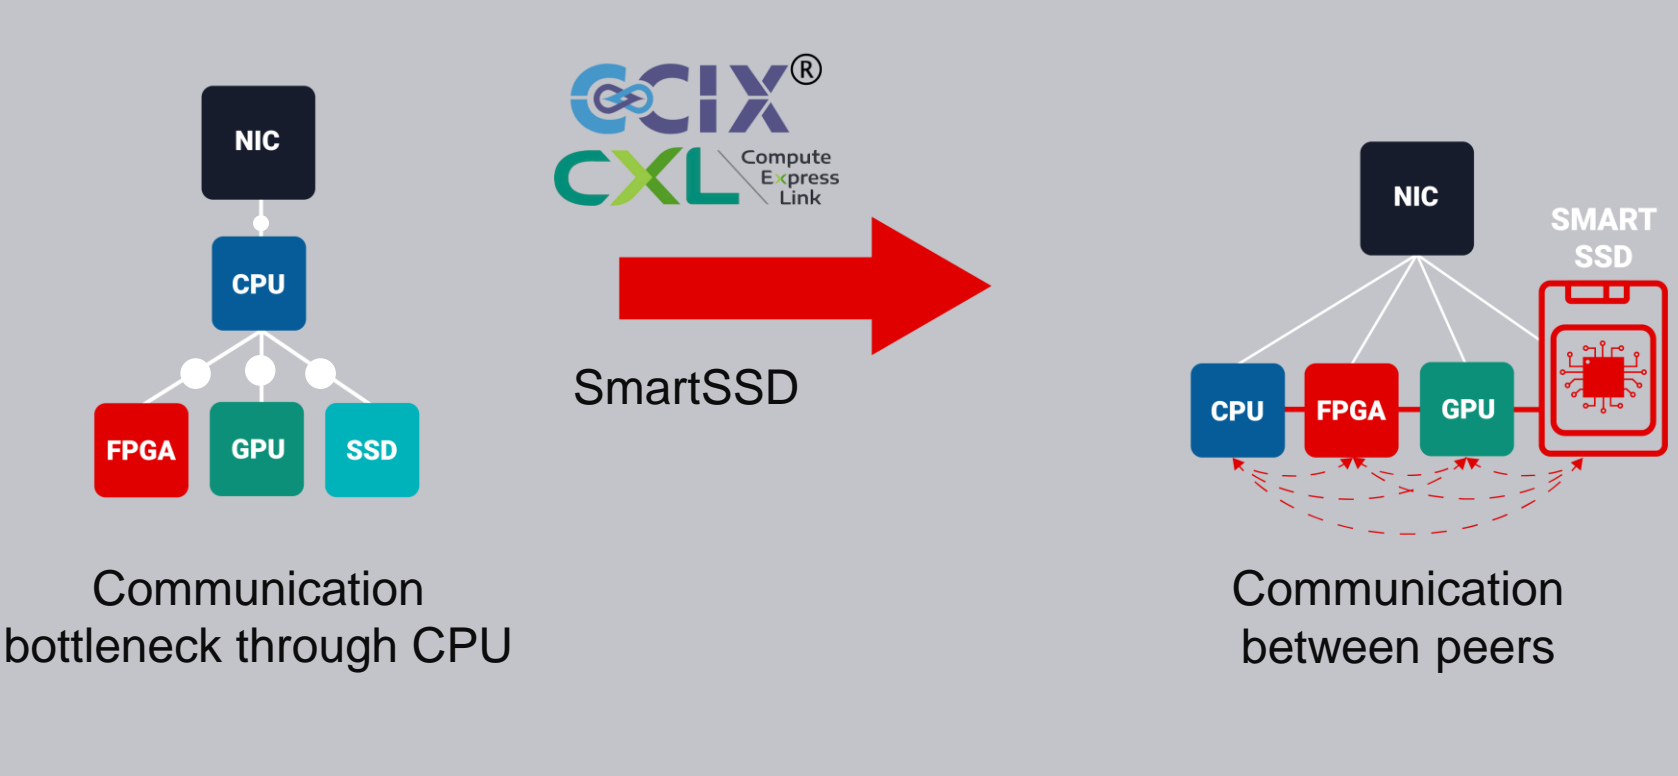 NIC
CPU
FPGA
GPU
SSD
Communication
bottleneck through CPU
CCIX®
CXL
Compute
Express
Link
SmartSSD
NIC
SMART
SSD
CPU
FPGA
GPU
Communication
between peers